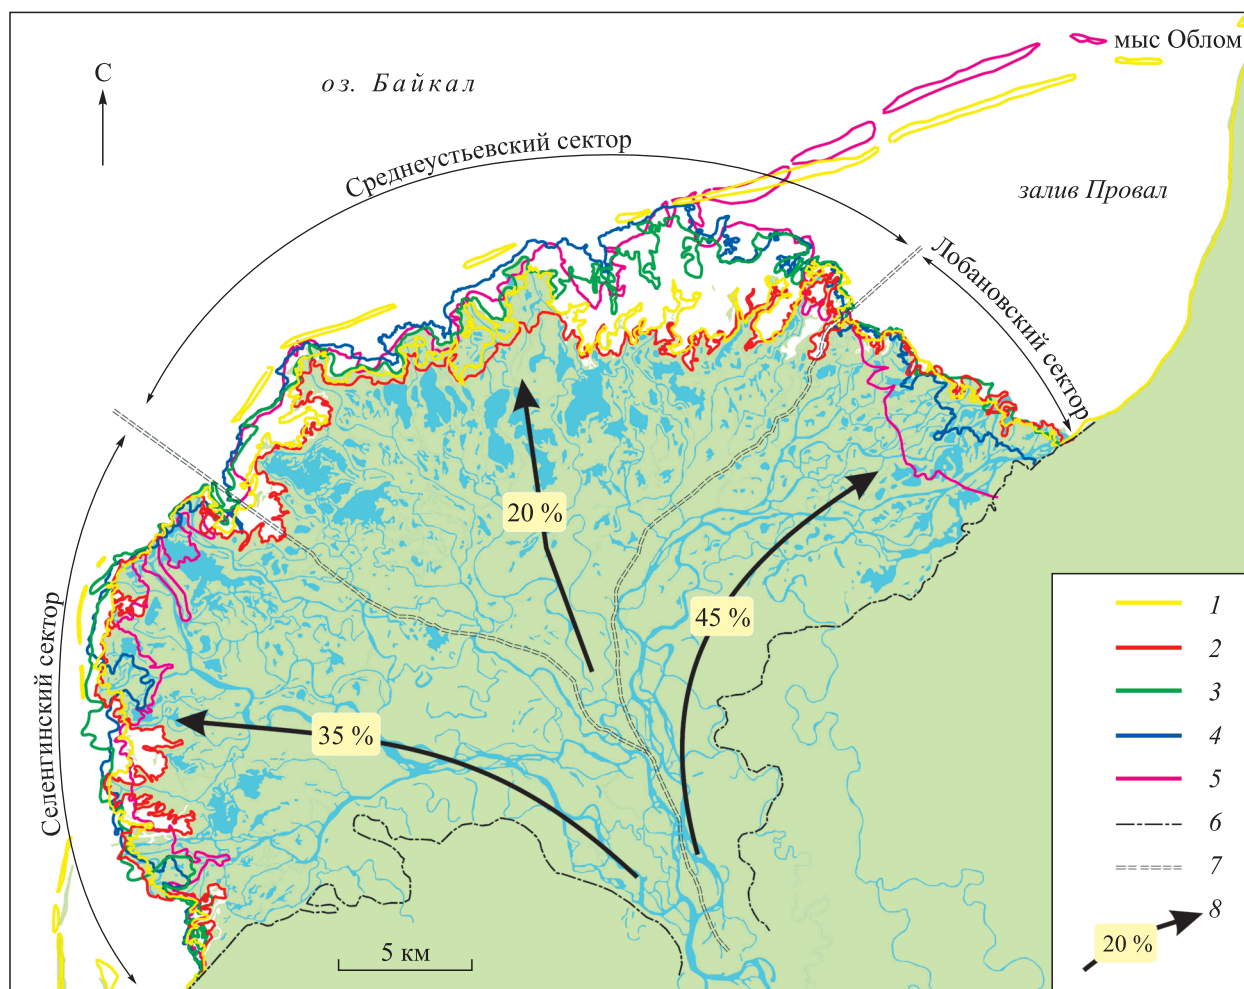 мыс Облом
С
оз. Байкал
Среднеустьевский сектор
залив Провал
Лобановский сектор
20 %
45 %
35 %
Селенгинский сектор
5 км
1
2
3
4
5
6
7
8
20 %